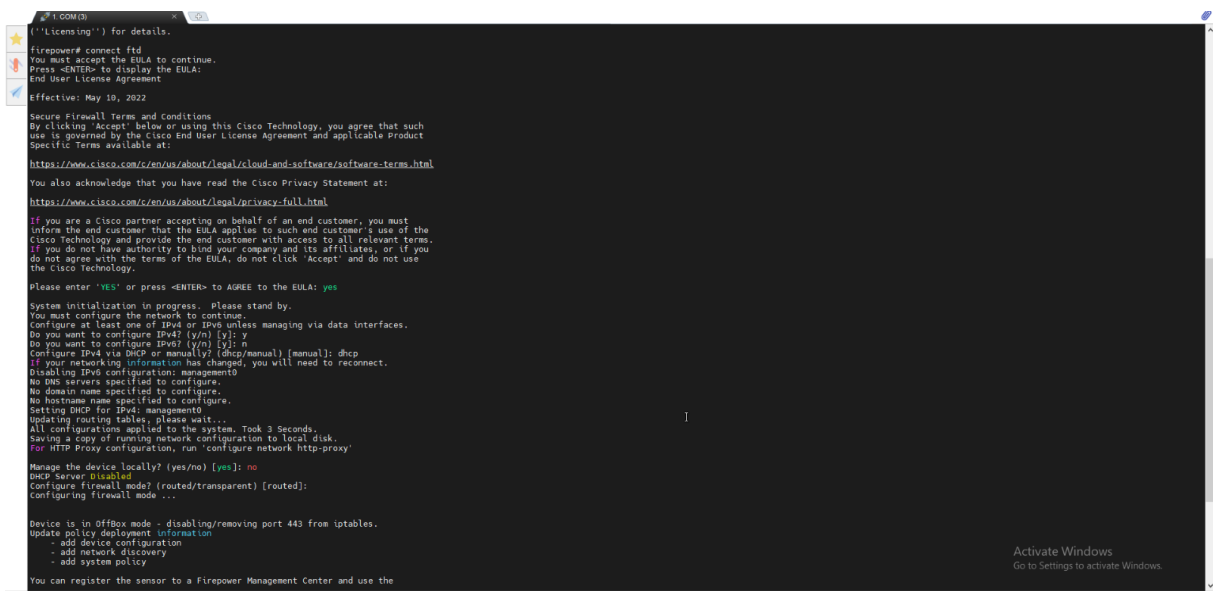 1. COM (3)
(''Licensing'') for details.
firepower# connect ftd
You must accept the EULA to continue.
Press <ENTER> to display the EULA:
End User License Agreement
Effective: May 10, 2022
Secure Firewall Terms and Conditions
By clicking 'Accept' below or using this Cisco Technology, you agree that such
use is governed by the Cisco End User License Agreement and applicable Product
Specific Terms available at:
https://www.cisco.com/c/en/us/about/legal/cloud-and-software/software-terms.html
You also acknowledge that you have read the Cisco Privacy Statement at:
https://www.cisco.com/c/en/us/about/legal/privacy-full.html
If you are a Cisco partner accepting on behalf of an end customer, you must
inform the end customer that the EULA applies to such end customer's use of the
Cisco Technology and provide the end customer with access to all relevant terms.
If you do not have authority to bind your company and its affiliates, or if you
do not agree with the terms of the EULA, do not click 'Accept' and do not use
the Cisco Technology.
Please enter 'YES' or press <ENTER> to AGREE to the EULA: yes
System initialization in progress.  Please stand by.
You must configure the network to continue.
Configure at least one of IPv4 or IPv6 unless managing via data interfaces.
Do you want to configure IPv4? (y/n) [y]: y
Do you want to configure IPv6? (y/n) [y]: n
Configure IPv4 via DHCP or manually? (dhcp/manual) [manual]: dhcp
If your networking information has changed, you will need to reconnect.
Disabling IPv6 configuration: management0
No DNS servers specified to configure.
No domain name specified to configure.
No hostname name specified to configure.
Setting DHCP for IPv4: management0
Updating routing tables, please wait...
All configurations applied to the system. Took 3 Seconds.
Saving a copy of running network configuration to local disk.
For HTTP Proxy configuration, run 'configure network http-proxy'
Manage the device locally? (yes/no) [yes]: no
DHCP Server Disabled
Configure firewall mode? (routed/transparent) [routed]:
Configuring firewall mode ...
Device is in OffBox mode - disabling/removing port 443 from iptables.
Update policy deployment information
- add device configuration
- add network discovery
- add system policy
You can register the sensor to a Firepower Management Center and use the
Activate Windows
Go to Settings to activate Windows.